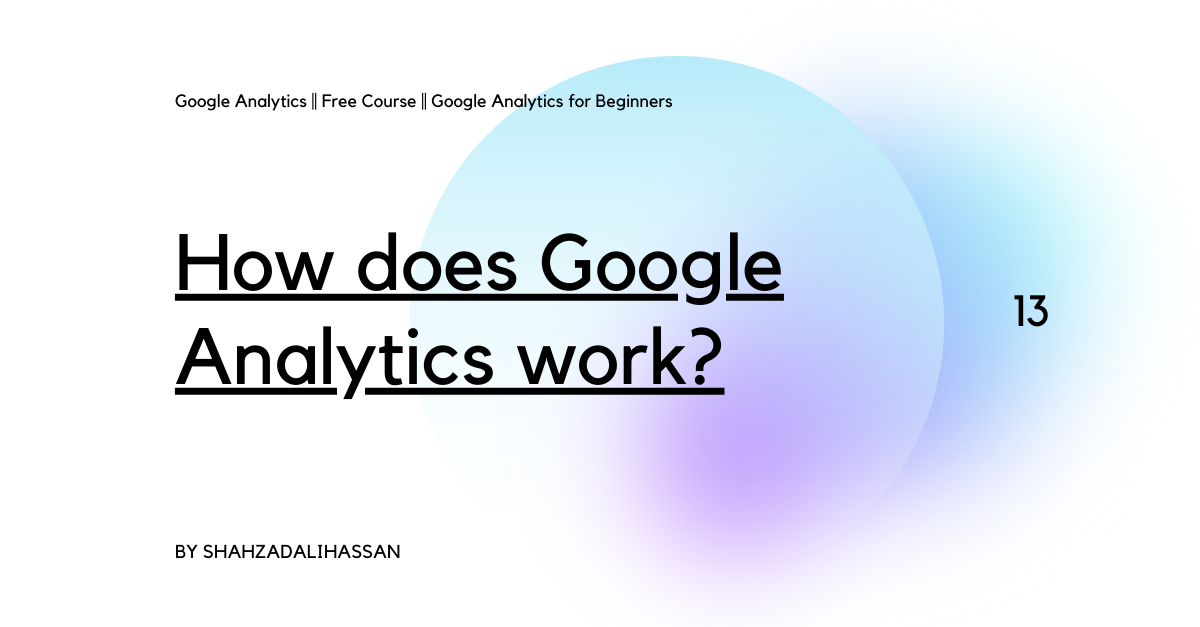 Google Analytics || Free Course || Google Analytics for Beginners
How does Google
Analytics work?
13
BY SHAHZADALIHASSAN